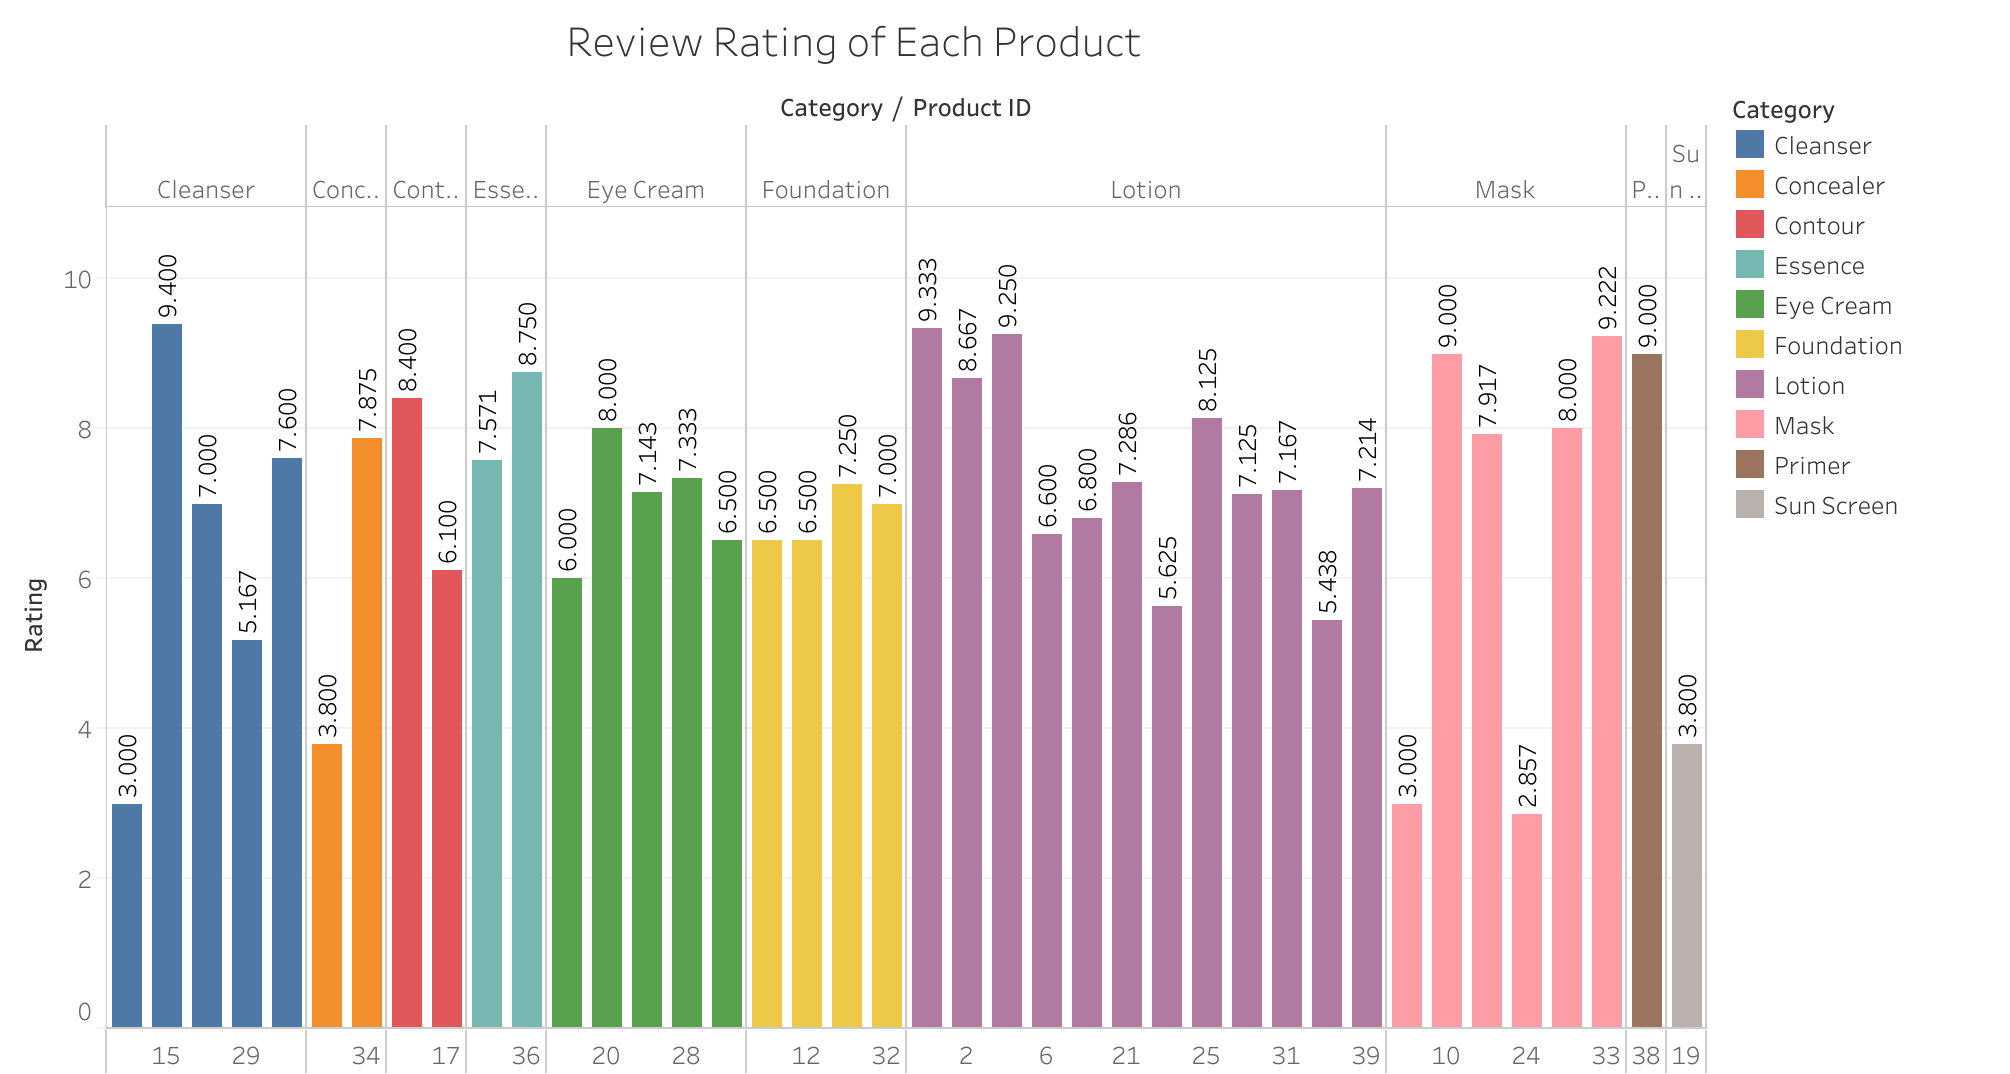 Review Rating of Each Product
Category / Product ID
Cleanser
Conc..
Cont..
Esse..
Eye Cream
Foundation
Lotion
Mask
P..
Su
n ..
Rating
10
8
6
4
2
0
3.000
9.400
7.000
5.167
7.600
3.800
7.875
8.400
6.100
7.571
8.750
6.000
8.000
7.143
7.333
6.500
6.500
6.500
7.250
7.000
9.333
8.667
9.250
6.600
6.800
7.286
5.625
8.125
7.125
7.167
5.438
7.214
3.000
9.000
7.917
2.857
8.000
9.222
9.000
3.800
15
29
34
17
36
20
28
12
32
2
6
21
25
31
39
10
24
33
38
19
Category
Cleanser
Concealer
Contour
Essence
Eye Cream
Foundation
Lotion
Mask
Primer
Sun Screen